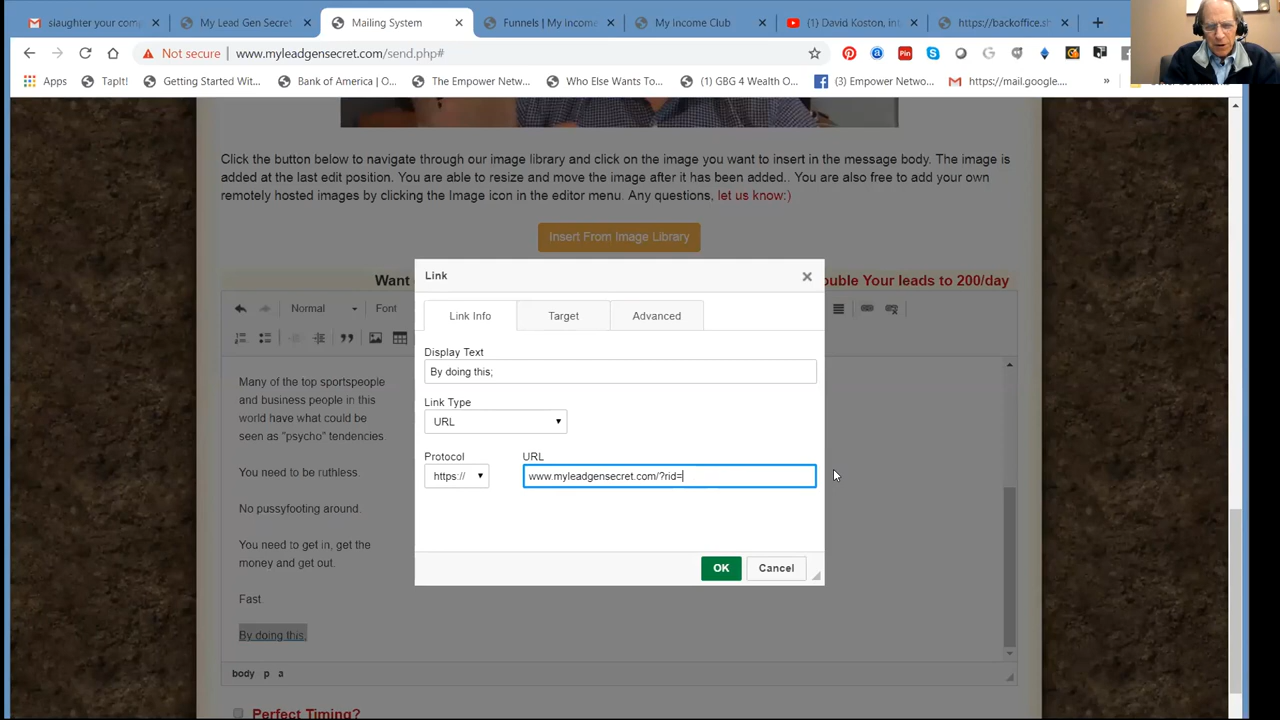 slaughter your comp
My Lead Gen Secret
Mailing System
Funnels | My income
My Income Club
(1) David Koston, int
https://backoffice.sh
Not secure
www.myleadgensecret.com/send.php#
Apps
TapIt!
Getting Started Wit...
Bank of America | O...
The Empower Netw...
Who Else Wants To...
(1) GBG 4 Wealth O...
(3) Empower Networ...
https://mail.google....
»
Click the button below to navigate through our image library and click on the image you want to insert in the message body. The image is
added at the last edit position. You are able to resize and move the image after it has been added.. You are also free to add your own
remotely hosted images by clicking the Image icon in the editor menu. Any questions, let us know:)
Insert From Image Library
Want
ouble Your leads to 200/day
Normal
Font
Link
Link Info
Target
Advanced
Display Text
By doing this;
Link Type
URL
Protocol
URL
https://
www.myleadgensecret.com/?rid=
OK
Cancel
Many of the top sportspeople
and business people in this
world have what could be
seen as "psycho" tendencies.
You need to be ruthless.
No pussyfooting around.
You need to get in, get the
money and get out.
Fast.
By doing this;
body p a
Perfect Timing?